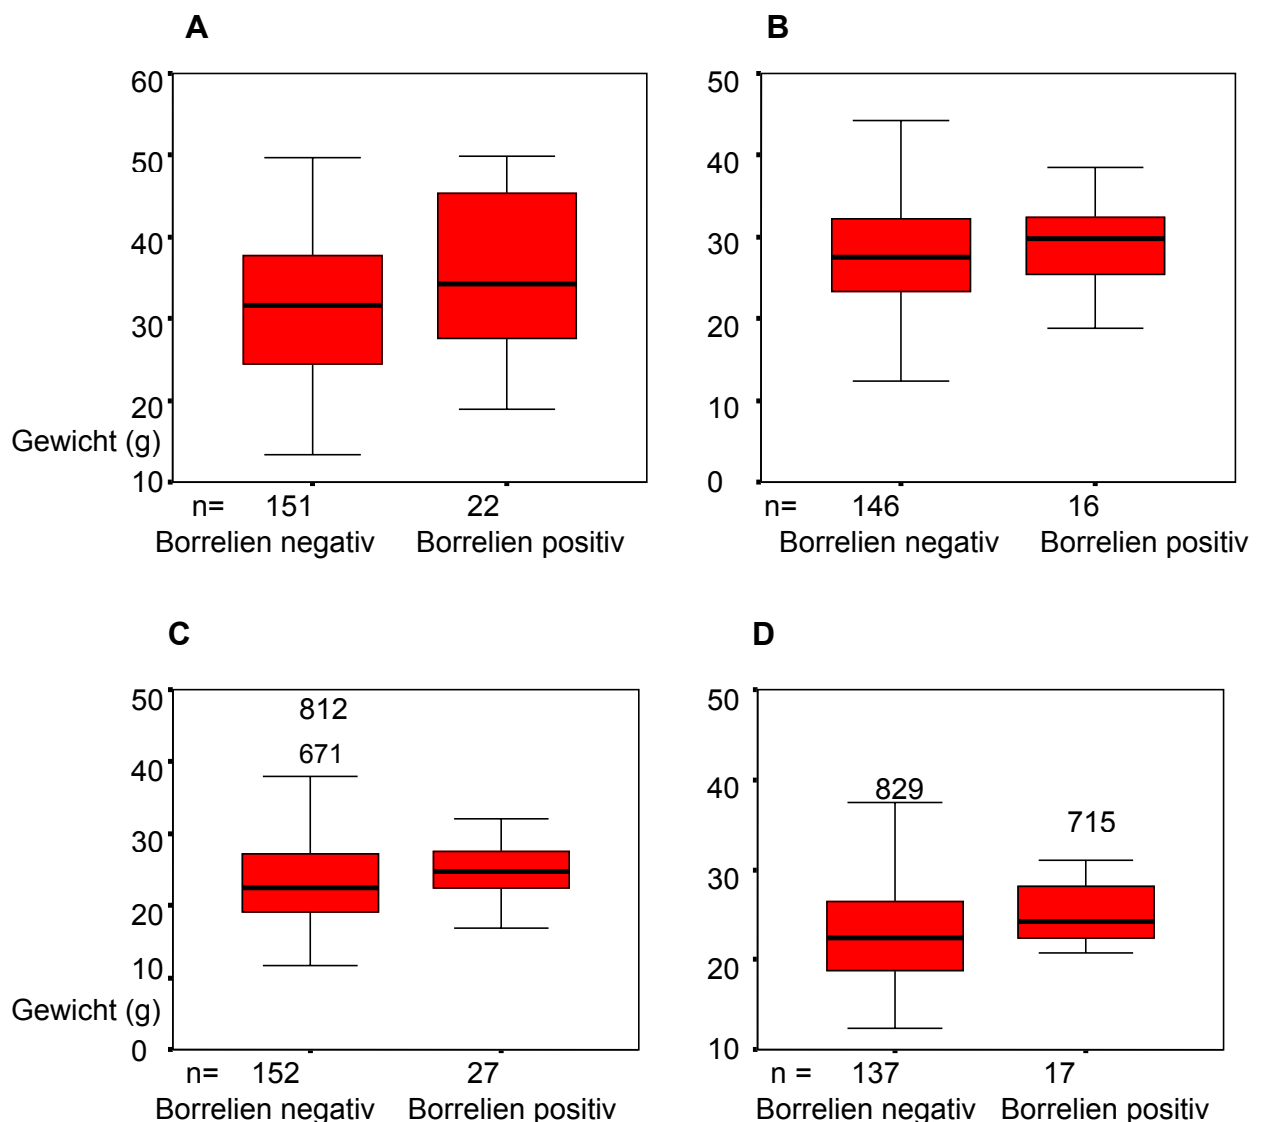 A
60
50
40
30
20
Gewicht (g)
10
n= 151 22
Borrelien negativ Borrelien positiv
B
50
40
30
20
10
0
n= 146 16
Borrelien negativ Borrelien positiv
C
50
812
671
40
30
20
10
Gewicht (g)
0
n= 152 27
Borrelien negativ Borrelien positiv
D
50
40
829
715
30
20
10
n = 137 17
Borrelien negativ Borrelien positiv